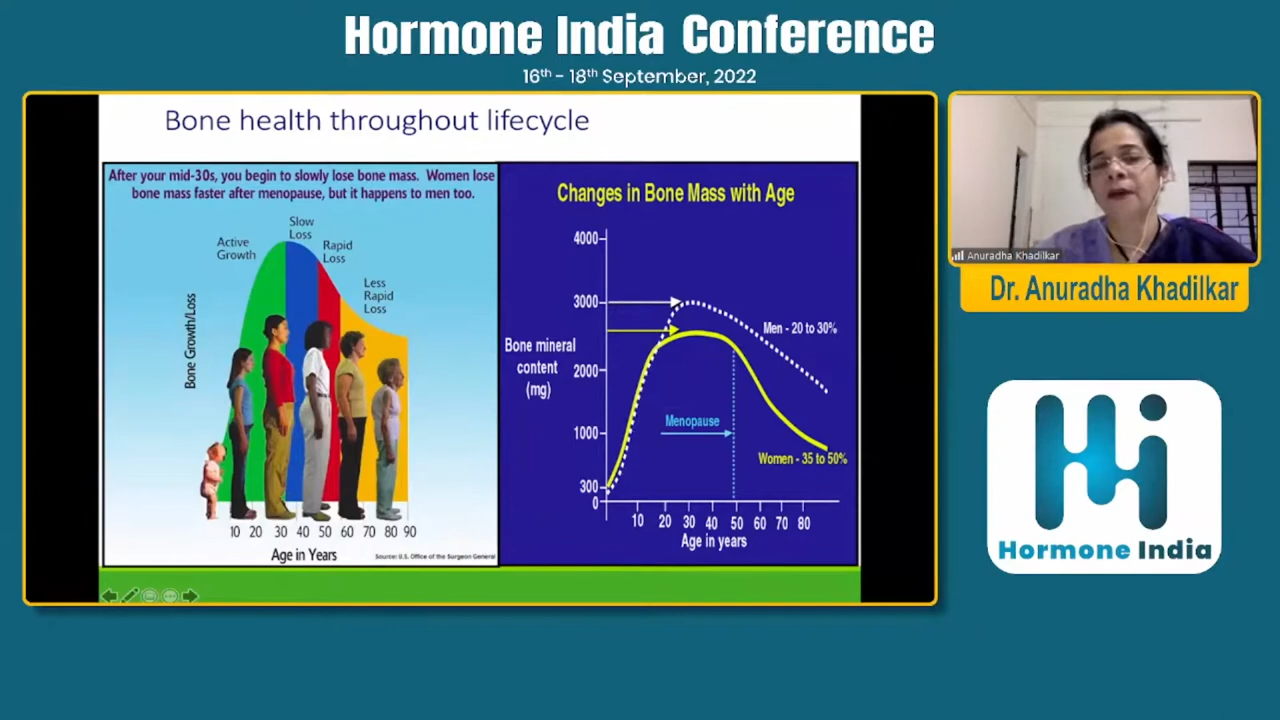 Hormone India Conference
16th - 18th September, 2022
Bone health throughout lifecycle
After your mid-30s, you begin to slowly lose bone mass. Women lose
bone mass faster after menopause, but it happens to men too.
Slow
Loss
Active
Growth
Rapid
Loss
Less
Rapid
Loss
Bone Growth/Loss
10 20 30 40 50 60 70 80 90
Age in Years
Source: U.S. Office of the Surgeon General
Changes in Bone Mass with Age
4000
3000
2000
1000
300
0
Bone mineral
content
(mg)
Men - 20 to 30%
Menopause
Women - 35 to 50%
10 20 30 40 50 60 70 80
Age in years
Anuradha Khadilkar
Dr. Anuradha Khadilkar
Hormone India